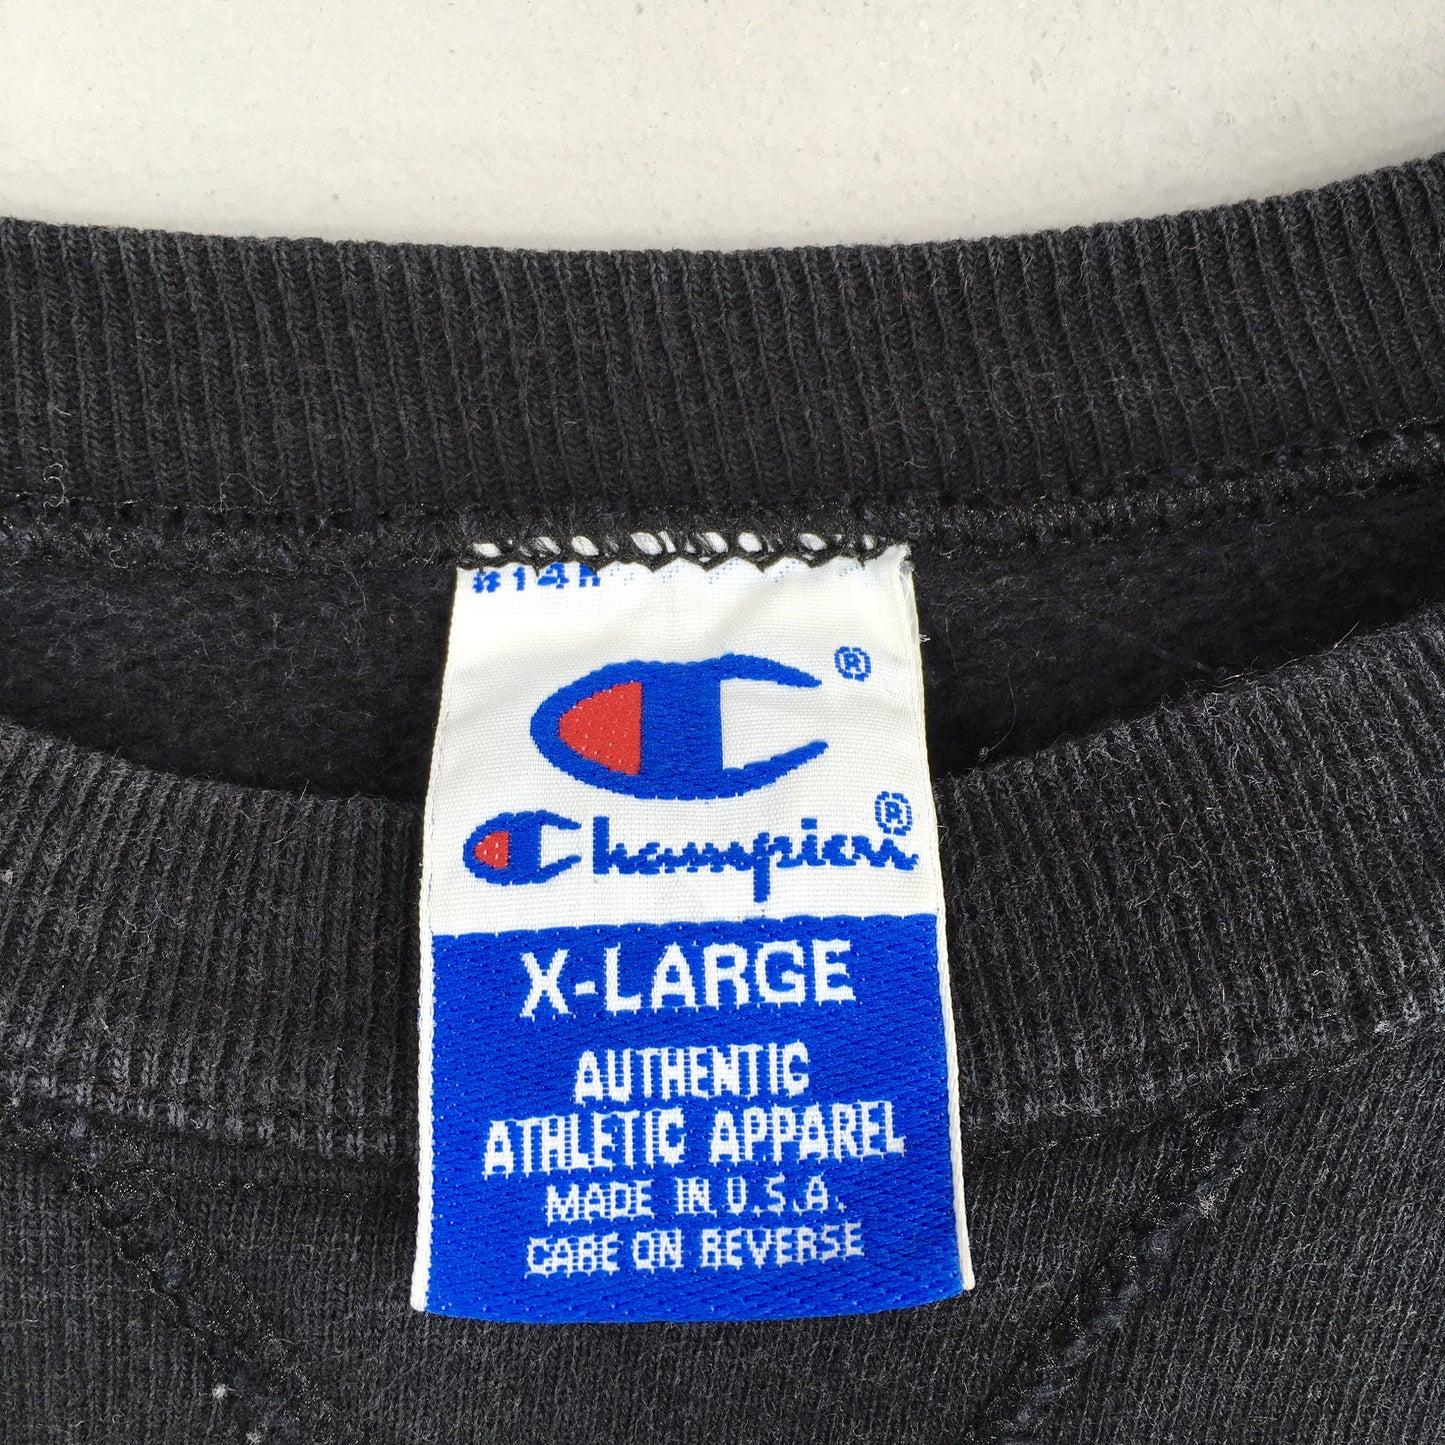 ®
Champion®
X-LARGE
AUTHENTIC
ATHLETIC APPAREL
MADE IN U.S.A.
CARE ON REVERSE